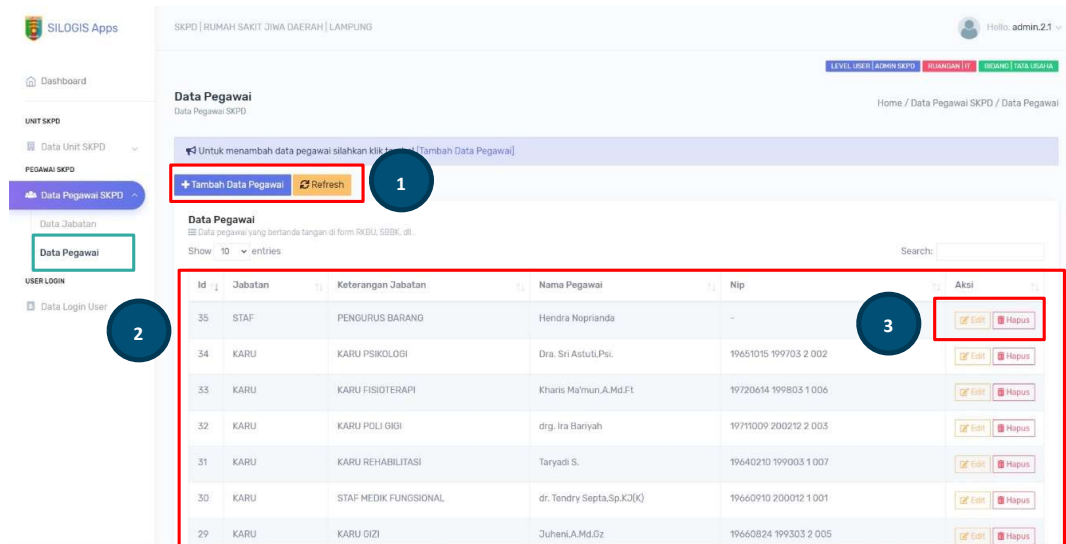 SILOGIS Apps
SKPD | RUMAH SAKIT JIWA DAERAH | LAMPUNG
Hello, admin.2.1
LEVEL USER | ADMIN SKPD RUANGAN | IT BIDANG | TATA USAHA
Dashboard
Data Pegawai
Data Pegawai SKPD
Home / Data Pegawai SKPD / Data Pegawai
UNIT SKPD
Data Unit SKPD
Untuk menambah data pegawai silahkan klik [Tambah Data Pegawai]
PEGAWAI SKPD
Data Pegawai SKPD
+Tambah Data Pegawai Refresh
1
Data Jabatan
Data Pegawai
Data Pegawai
Data pegawai yang bertanda tangan di form RKBU, SBBK, dll.
Show 10 entries
Search:
USER LOGIN
Data Login User
2
Id Jabatan Keterangan Jabatan Nama Pegawai Nip Aksi
35 STAF PENGURUS BARANG Hendra Noprianda - Edit Hapus
3
34 KARU KARU PSIKOLOGI Dra. Sri Astuti,Psi. 19651015 199703 2 002 Edit Hapus
33 KARU KARU FISIOTERAPI Kharis Ma'mun,A.Md.Ft 19720614 199803 1 006 Edit Hapus
32 KARU KARU POLI GIGI drg. Ira Bariyah 19711009 200212 2 003 Edit Hapus
31 KARU KARU REHABILITASI Taryadi S. 19640210 199003 1 007 Edit Hapus
30 KARU STAF MEDIK FUNGSIONAL dr. Tendry Septa,Sp.KJ(K) 19660910 200012 1 001 Edit Hapus
29 KARU KARU GIZI Juheni,A.Md.Gz 19660824 199303 2 005 Edit Hapus